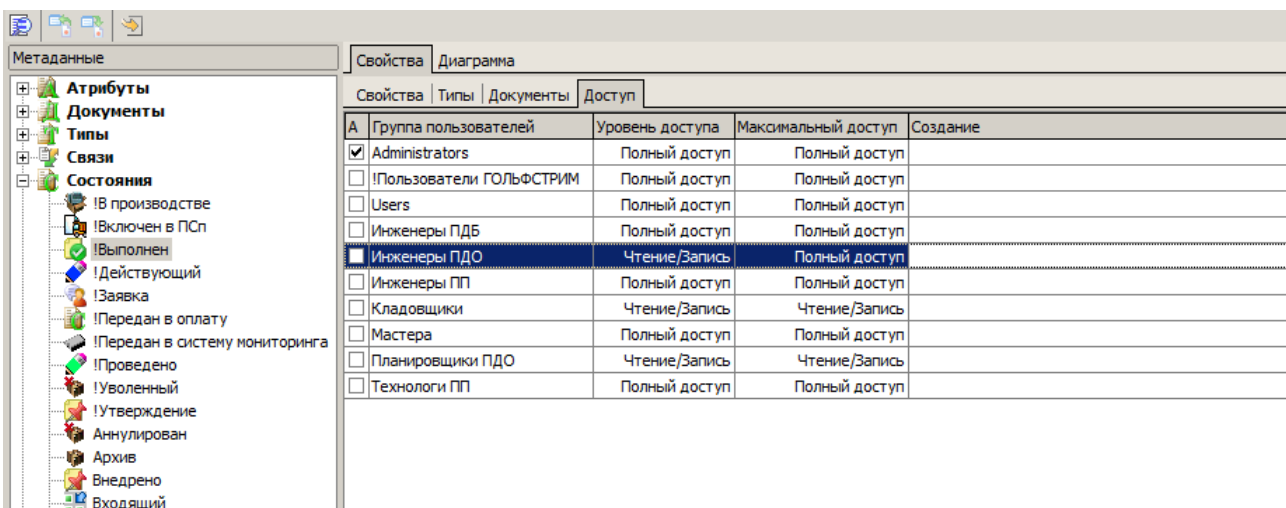 Метаданные
Атрибуты
Документы
Типы
Связи
Состояния
!В производстве
!Включен в ПСп
!Выполнен
!Действующий
!Заявка
!Передан в оплату
!Передан в систему мониторинга
!Проведено
!Уволенный
!Утверждение
Аннулирован
Архив
Внедрено
Входящий
Свойства Диаграмма
Свойства Типы Документы Доступ
А Группа пользователей Уровень доступа Максимальный доступ Создание
Administrators Полный доступ Полный доступ
!Пользователи ГОЛЬФСТРИМ Полный доступ Полный доступ
Users Полный доступ Полный доступ
Инженеры ПДБ Полный доступ Полный доступ
Инженеры ПДО Чтение/Запись Полный доступ
Инженеры ПП Полный доступ Полный доступ
Кладовщики Чтение/Запись Чтение/Запись
Мастера Полный доступ Полный доступ
Планировщики ПДО Чтение/Запись Чтение/Запись
Технологи ПП Полный доступ Полный доступ